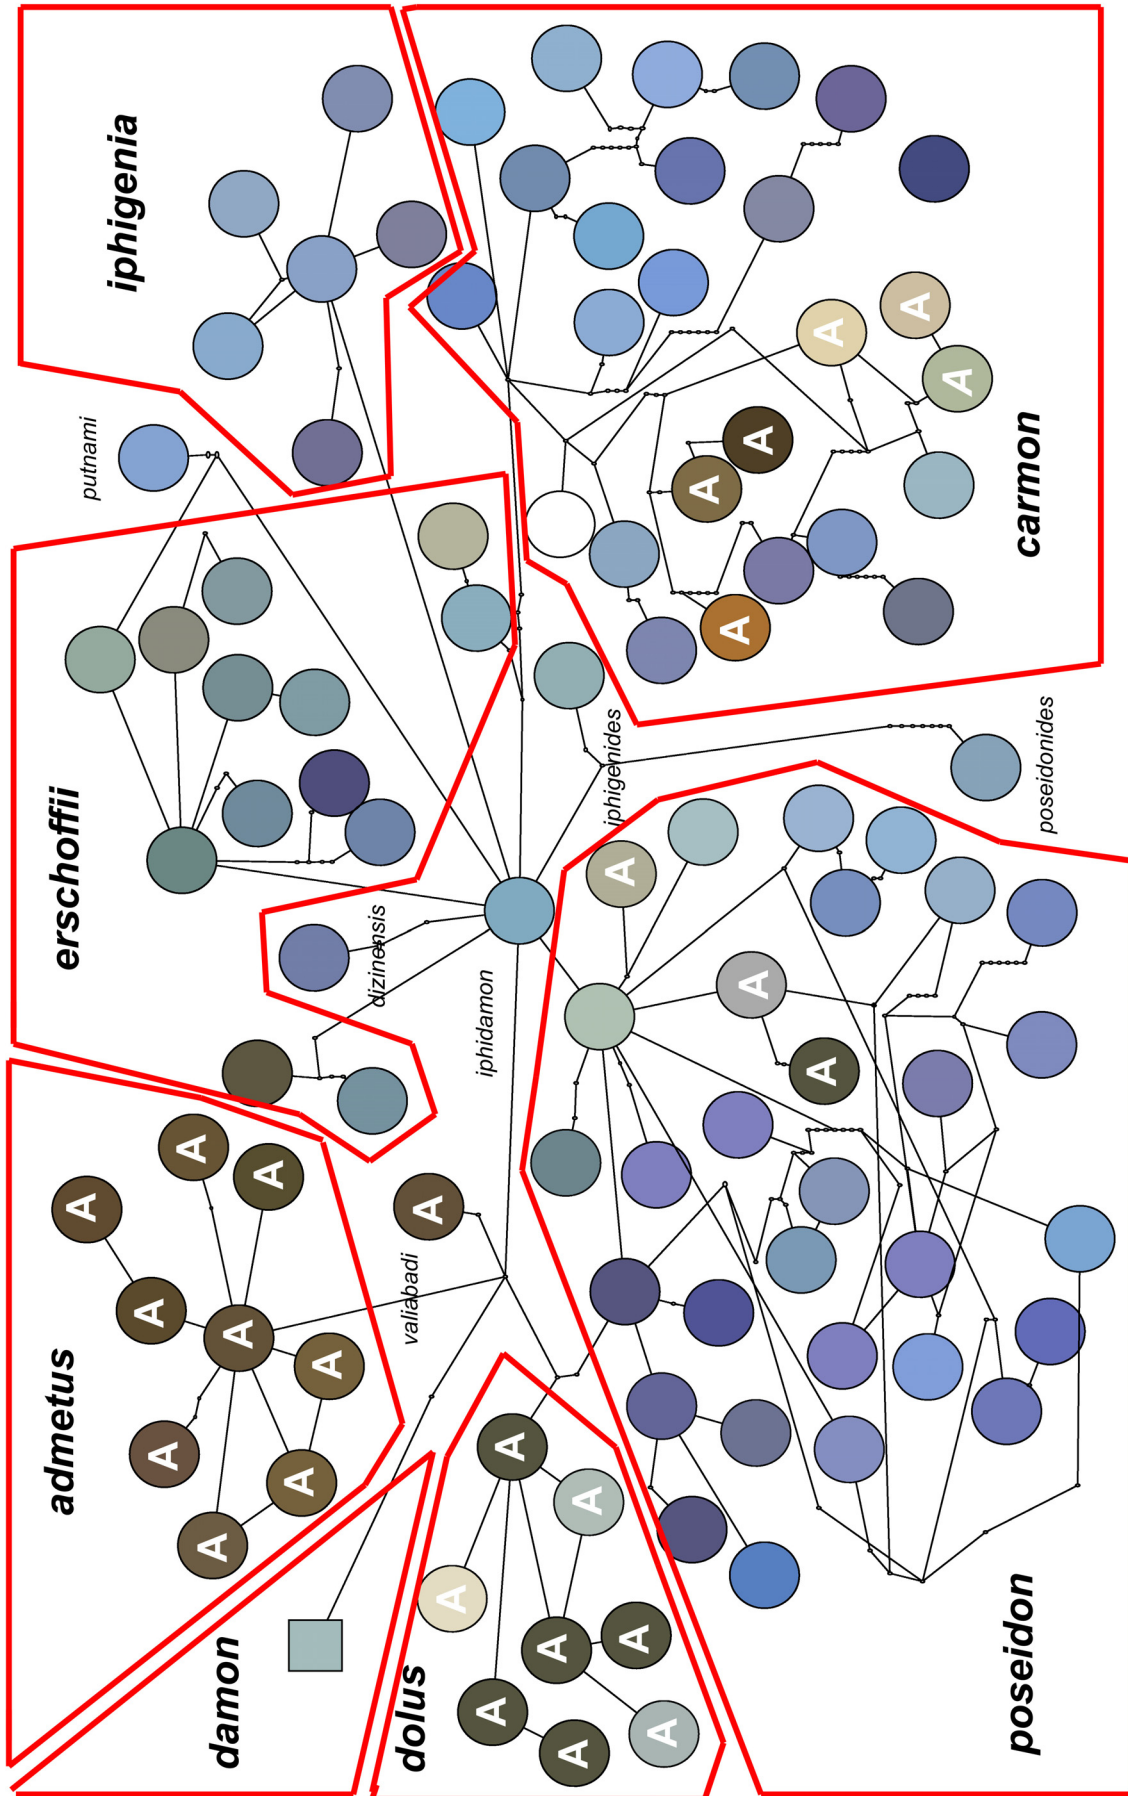 admetus
A
A
A
A
A
A
A
A
A
erschoffii
putnami
iphigenia
damon
valiabadi
A
dizinensis
iphidamon
dolus
A
A
A
A
A
A
A
A
iphigenides
poseidon
A
A
A
poseidonides
carmon
A
A
A
A
A
A